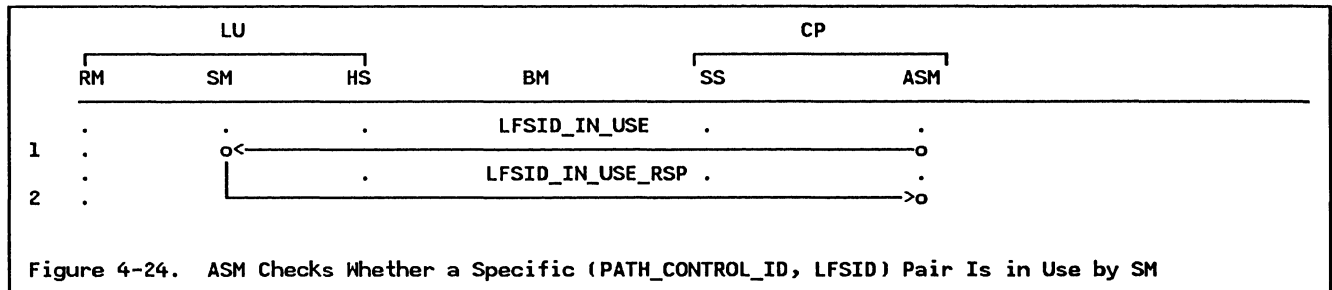 LU CP
RM SM HS BM SS ASM
LFSID_IN_USE
1
LFSID_IN_USE_RSP
2
Figure 4-24. ASM Checks Whether a Specific (PATH_CONTROL_ID, LFSID) Pair Is in Use by SM